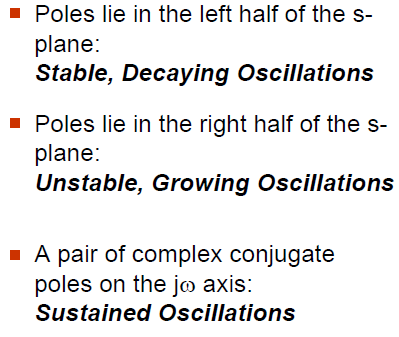 Poles lie in the left half of the s-
plane:
Stable, Decaying Oscillations
Poles lie in the right half of the s-
plane:
Unstable, Growing Oscillations
A pair of complex conjugate
poles on the jω axis:
Sustained Oscillations